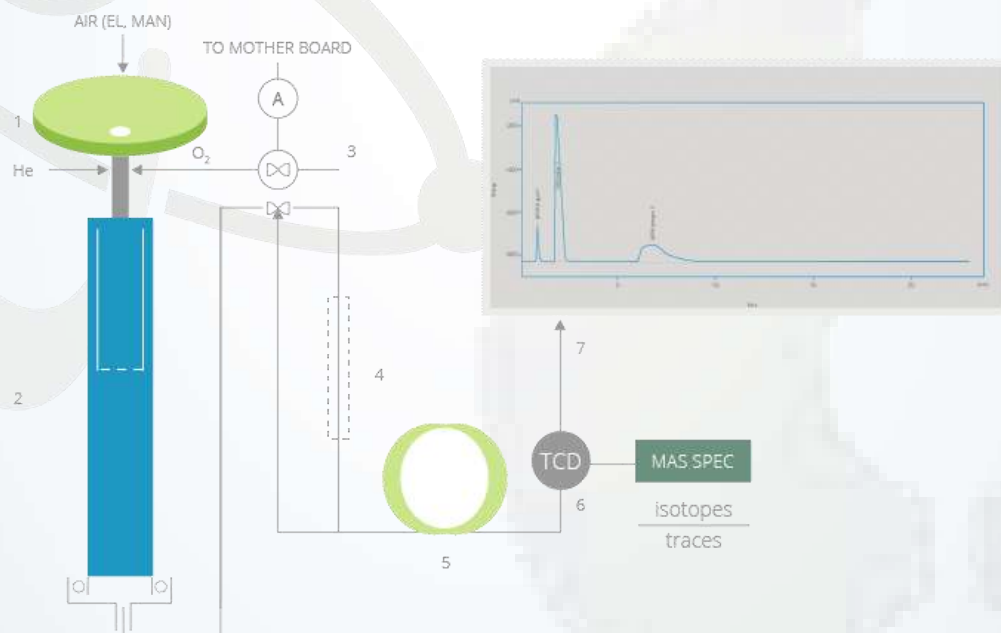 AIR (EL, MAN)
TO MOTHER BOARD
A
1
He
O₂
3
2
4
7
TCD
MAS SPEC
6
isotopes
traces
5